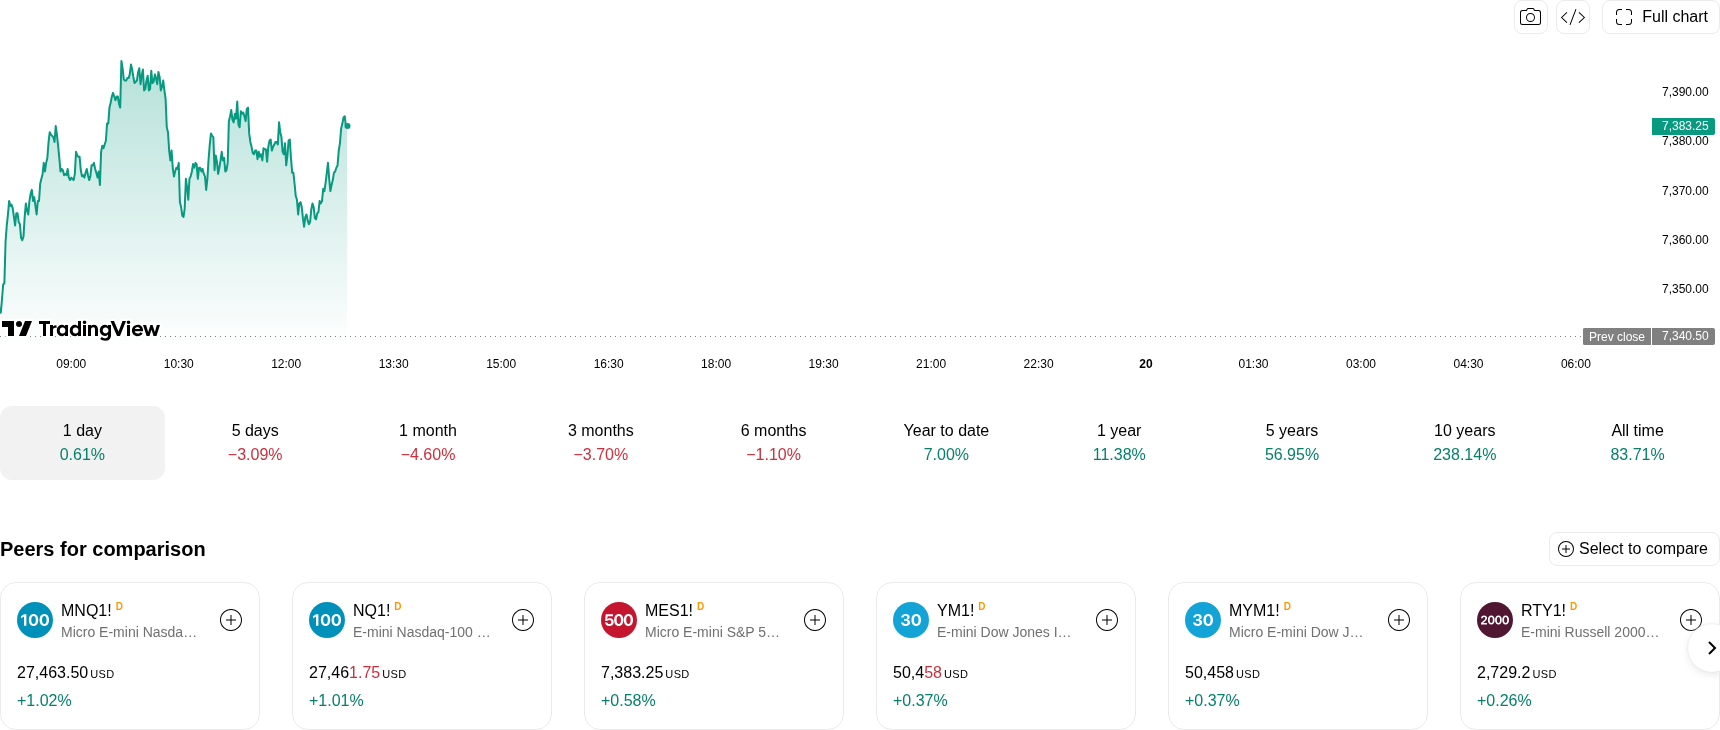 Full chart
7,390.00
7,383.25
7,380.00
7,370.00
7,360.00
7,350.00
TradingView
Prev close 7,340.50
09:00 10:30 12:00 13:30 15:00 16:30 18:00 19:30 21:00 22:30 20 01:30 03:00 04:30 06:00
1 day 5 days 1 month 3 months 6 months Year to date 1 year 5 years 10 years All time
0.61% −3.09% −4.60% −3.70% −1.10% 7.00% 11.38% 56.95% 238.14% 83.71%
Peers for comparison
Select to compare
100 MNQ1! D
Micro E-mini Nasda…
27,463.50 USD
+1.02%
100 NQ1! D
E-mini Nasdaq-100 …
27,461.75 USD
+1.01%
500 MES1! D
Micro E-mini S&P 5…
7,383.25 USD
+0.58%
30 YM1! D
E-mini Dow Jones I…
50,458 USD
+0.37%
30 MYM1! D
Micro E-mini Dow J…
50,458 USD
+0.37%
2000 RTY1! D
E-mini Russell 2000…
2,729.2 USD
+0.26%